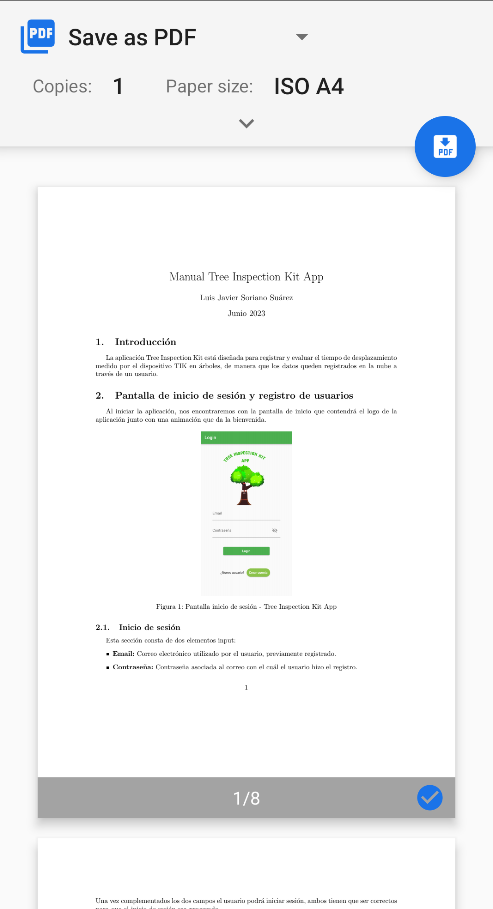 PDF Save as PDF
Copies: 1 Paper size: ISO A4
PDF
Manual Tree Inspection Kit App
Luis Javier Soriano Suárez
Junio 2023
1. Introducción
La aplicación Tree Inspection Kit está diseñada para registrar y evaluar el tiempo de desplazamiento
medido por el dispositivo TIK en árboles, de manera que los datos queden registrados en la nube a
través de un usuario.
2. Pantalla de inicio de sesión y registro de usuarios
Al iniciar la aplicación, nos encontraremos con la pantalla de inicio que contendrá el logo de la
aplicación junto con una animación que da la bienvenida.
Login
TREE INSPECTION KIT
APP
Email
Contraseña
Login
Figura 1: Pantalla inicio de sesión - Tree Inspection Kit App
2.1. Inicio de sesión
Esta sección consta de dos elementos input:
▪ Email: Correo electrónico utilizado por el usuario, previamente registrado.
▪ Contraseña: Contraseña asociada al correo con el cuál el usuario hizo el registro.
1
1/8
Una vez complementados los dos campos el usuario podrá iniciar sesión, ambos tienen que ser correctos